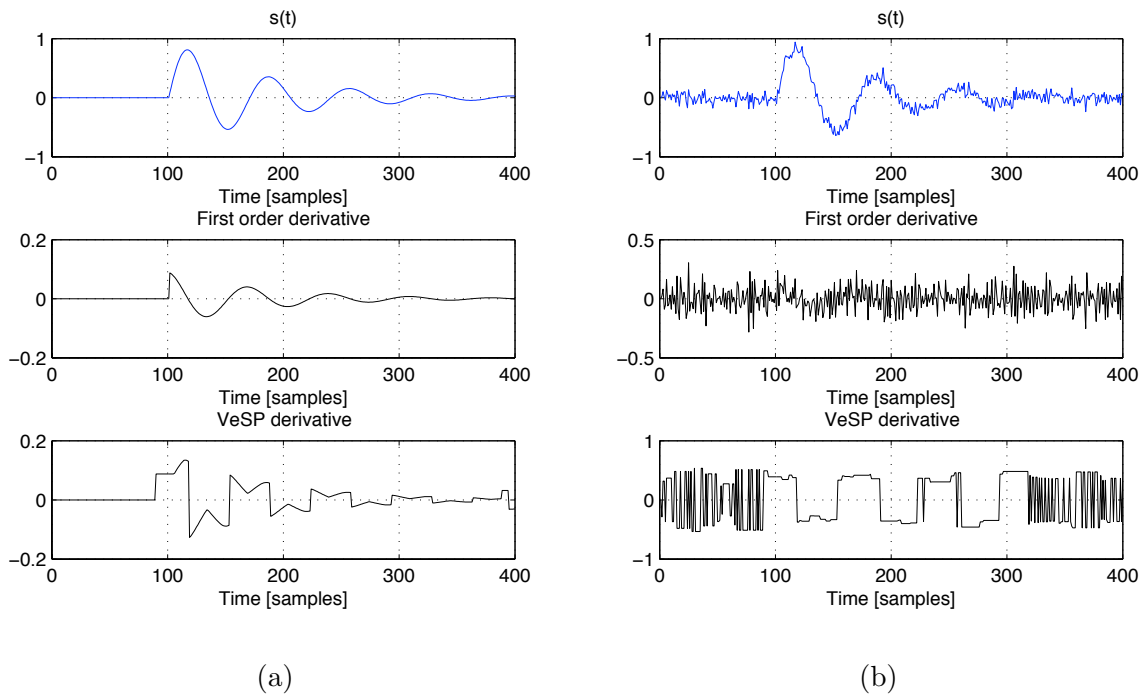 s(t)
1
0
−1
0 100 200 300 400
Time [samples]
First order derivative
0.2
0
−0.2
0 100 200 300 400
Time [samples]
VeSP derivative
0.2
0
−0.2
0 100 200 300 400
Time [samples]
(a)
s(t)
1
0
−1
0 100 200 300 400
Time [samples]
First order derivative
0.5
0
−0.5
0 100 200 300 400
Time [samples]
VeSP derivative
1
0
−1
0 100 200 300 400
Time [samples]
(b)